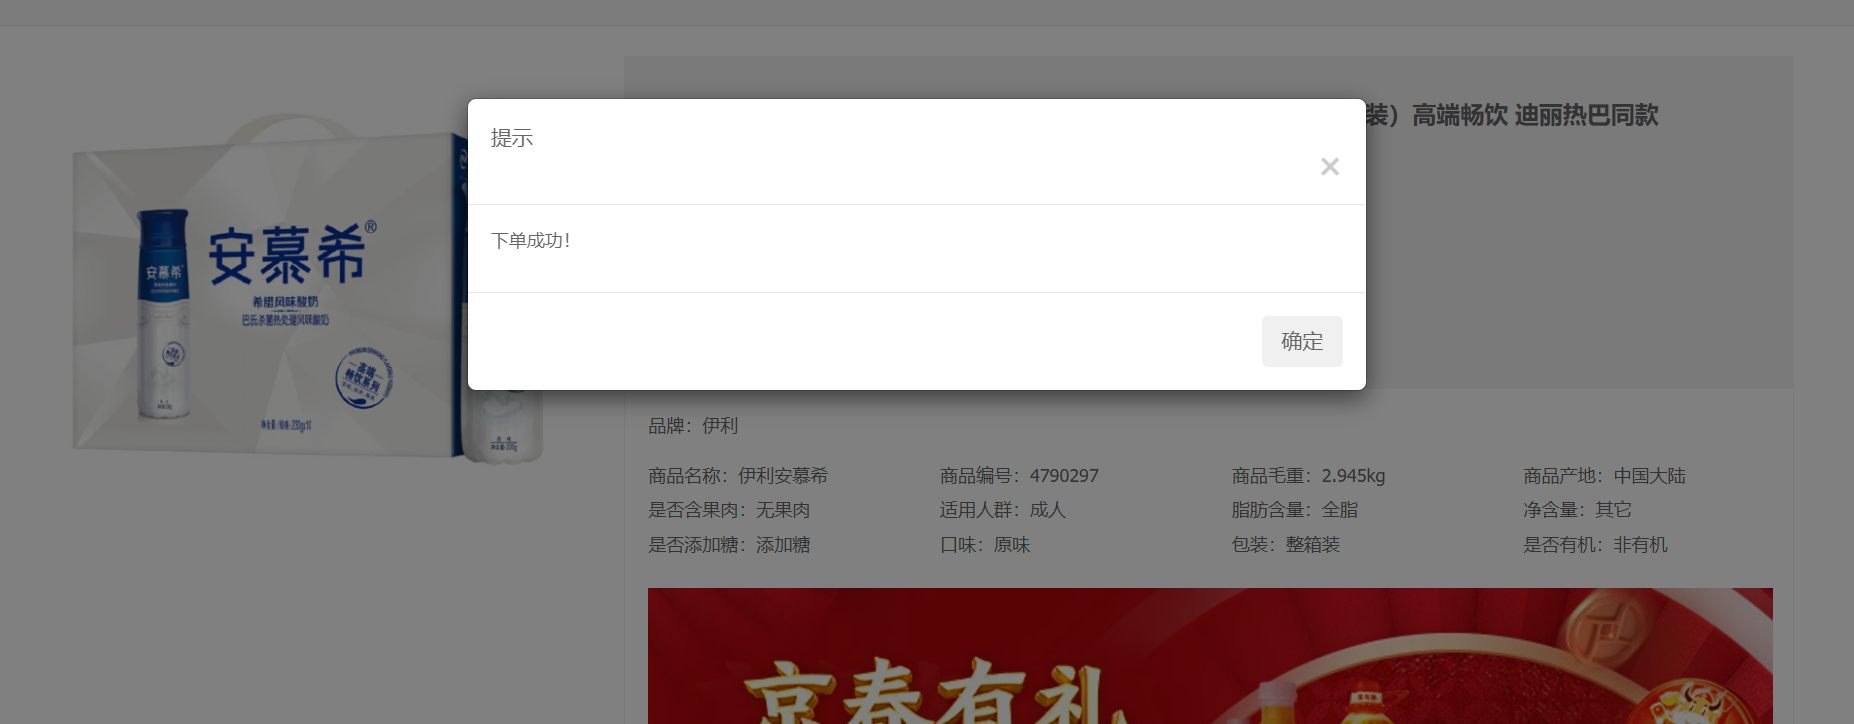 装）高端畅饮 迪丽热巴同款
提示
×
下单成功！
确定
安慕希®
希腊风味酸奶
巴氏杀菌热处理风味酸奶
安慕希
高端
畅饮系列
净含量/规格:230gx10
品牌：伊利
商品名称：伊利安慕希
商品编号：4790297
商品毛重：2.945kg
商品产地：中国大陆
是否含果肉：无果肉
适用人群：成人
脂肪含量：全脂
净含量：其它
是否添加糖：添加糖
口味：原味
包装：整箱装
是否有机：非有机
京春有礼